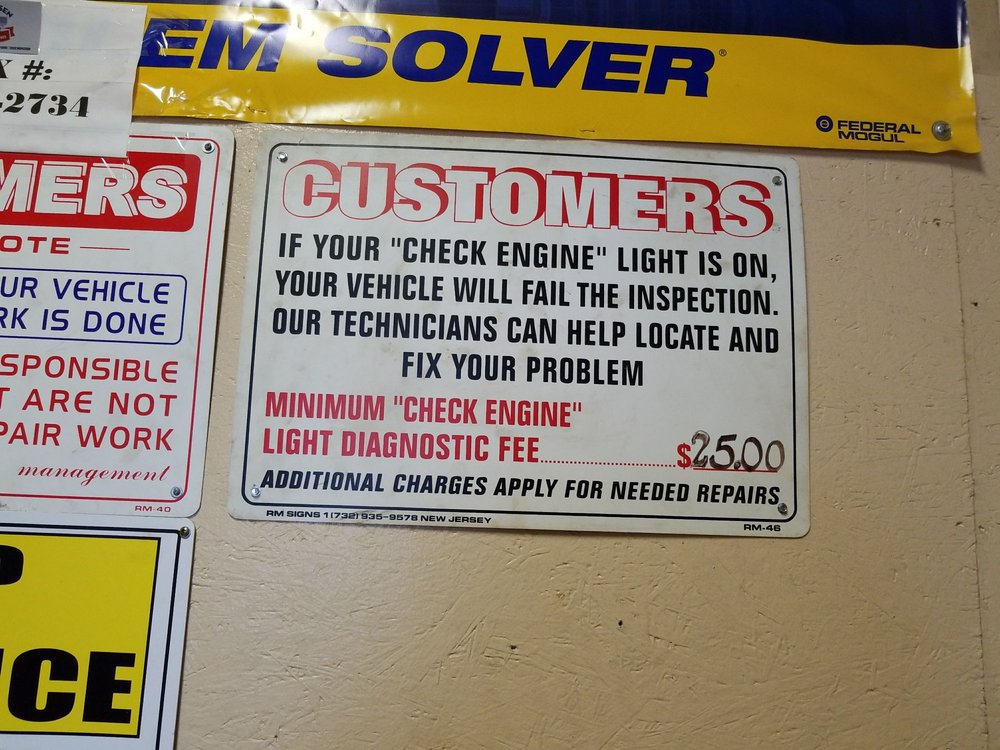 EM SOLVER®
FEDERAL
MOGUL
#:
-2734
MERS
OTE
UR VEHICLE
RK IS DONE
SPONSIBLE
T ARE NOT
PAIR WORK
management
RM-40
CUSTOMERS
IF YOUR "CHECK ENGINE" LIGHT IS ON,
YOUR VEHICLE WILL FAIL THE INSPECTION.
OUR TECHNICIANS CAN HELP LOCATE AND
FIX YOUR PROBLEM
MINIMUM "CHECK ENGINE"
LIGHT DIAGNOSTIC FEE..............................$25.00
ADDITIONAL CHARGES APPLY FOR NEEDED REPAIRS
RM SIGNS 1 (732) 935-9578 NEW JERSEY
RM-46
P
ICE